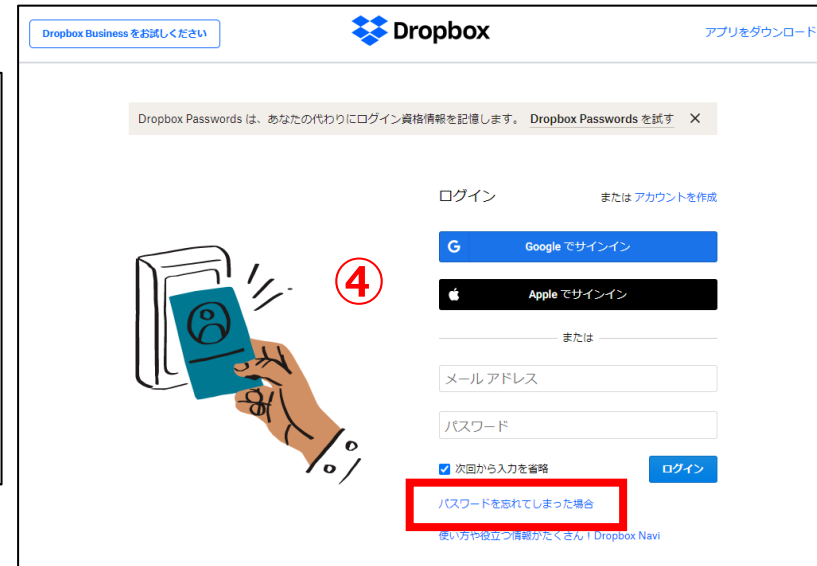 Dropbox Business をお試しください
Dropbox
アプリをダウンロード
Dropbox Passwords は、あなたの代わりにログイン資格情報を記憶します。 Dropbox Passwords を試す ×
ログイン
または アカウントを作成
G Google でサインイン
④
Apple でサインイン
または
メール アドレス
パスワード
次回から入力を省略
ログイン
パスワードを忘れてしまった場合
使い方や役立つ情報がたくさん！Dropbox Navi